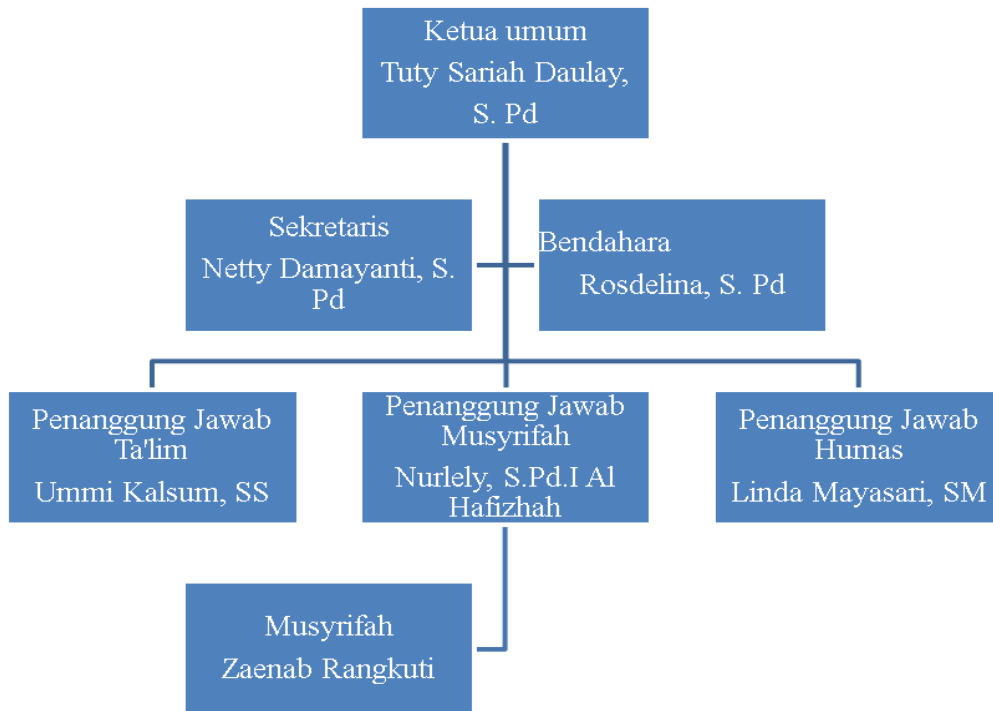 Ketua umum
Tuty Sariah Daulay,
S. Pd
Sekretaris
Netty Damayanti, S.
Pd
Bendahara
Rosdelina, S. Pd
Penanggung Jawab
Ta'lim
Ummi Kalsum, SS
Penanggung Jawab
Musyrifah
Nurlely, S.Pd.I Al
Hafizhah
Penanggung Jawab
Humas
Linda Mayasari, SM
Musyrifah
Zaenab Rangkuti